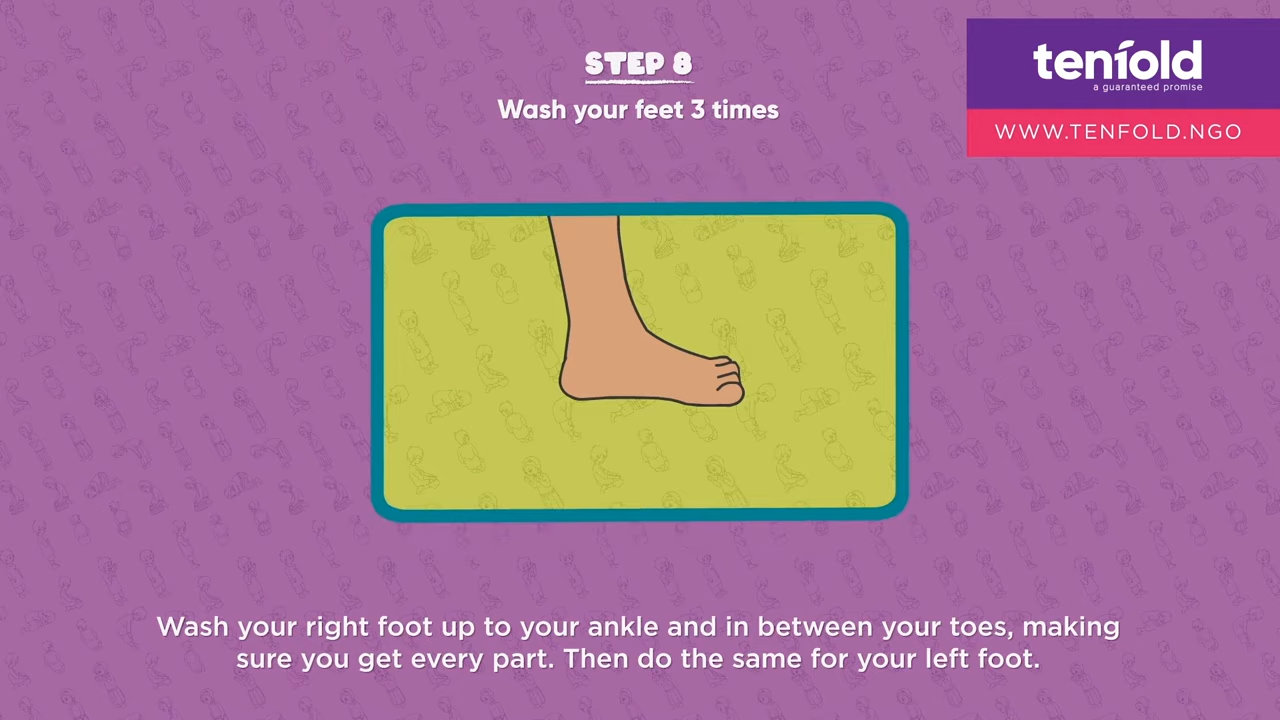 STEP 8
Wash your feet 3 times
tenfold
a guaranteed promise
WWW.TENFOLD.NGO
Wash your right foot up to your ankle and in between your toes, making
sure you get every part. Then do the same for your left foot.